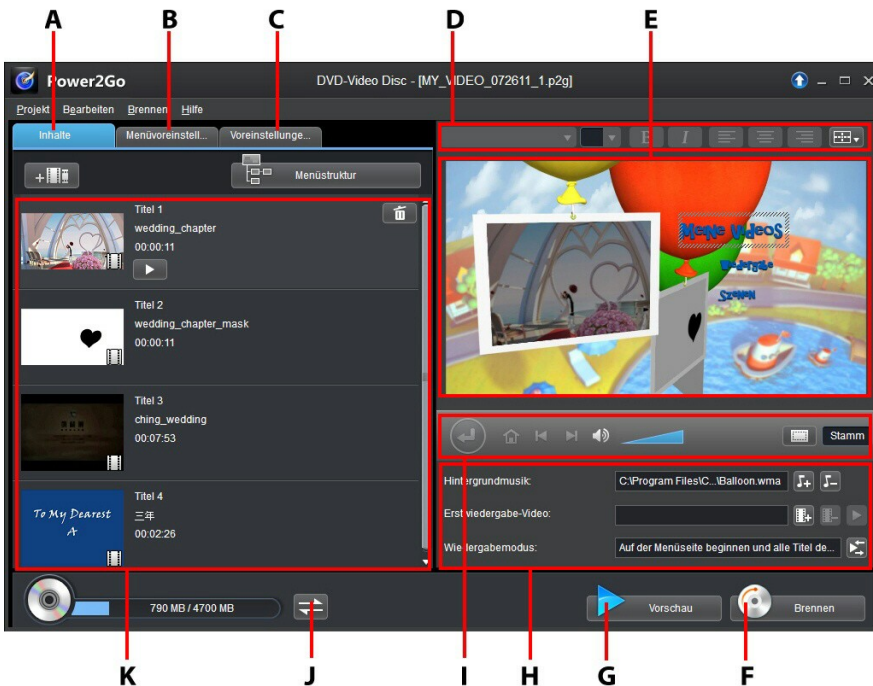 A B C D E
Power2Go
DVD-Video Disc - [MY_VIDEO_072611_1.p2g]
Projekt Bearbeiten Brennen Hilfe
Inhalte Menüvoreinstell... Voreinstellunge...
B I
Menüstruktur
Titel 1
wedding_chapter
00:00:11
Titel 2
wedding_chapter_mask
00:00:11
Titel 3
ching_wedding
00:07:53
To My Dearest
A
Titel 4
三年
00:02:26
Meine Videos
Wiedergabe
Szenen
Stamm
Hintergrundmusik: C:\Program Files\C...\Balloon.wma
Erstwiedergabe-Video:
Wiedergabemodus: Auf der Menüseite beginnen und alle Titel de...
790 MB / 4700 MB
Vorschau
Brennen
K J I H G F